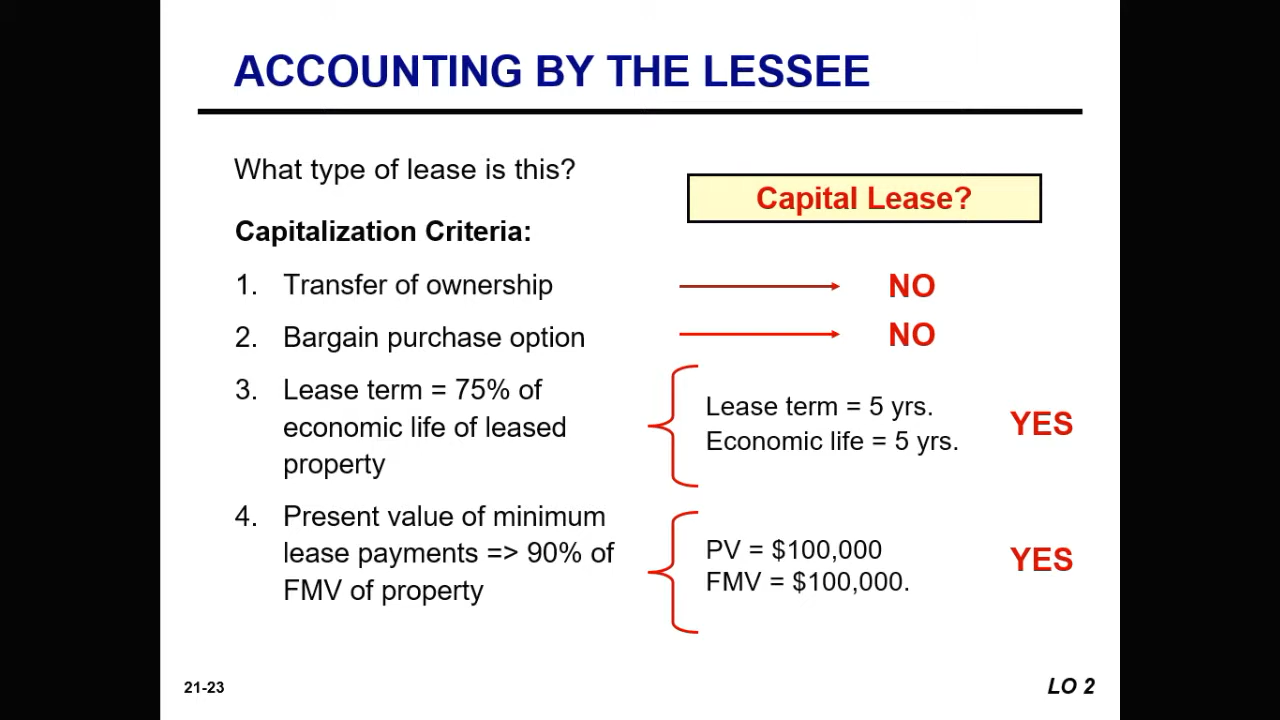 ACCOUNTING BY THE LESSEE
What type of lease is this?
Capital Lease?
Capitalization Criteria:
1. Transfer of ownership
NO
2. Bargain purchase option
NO
3. Lease term = 75% of
economic life of leased
property
Lease term = 5 yrs.
Economic life = 5 yrs.
YES
4. Present value of minimum
lease payments => 90% of
FMV of property
PV = $100,000
FMV = $100,000.
YES
21-23
LO 2